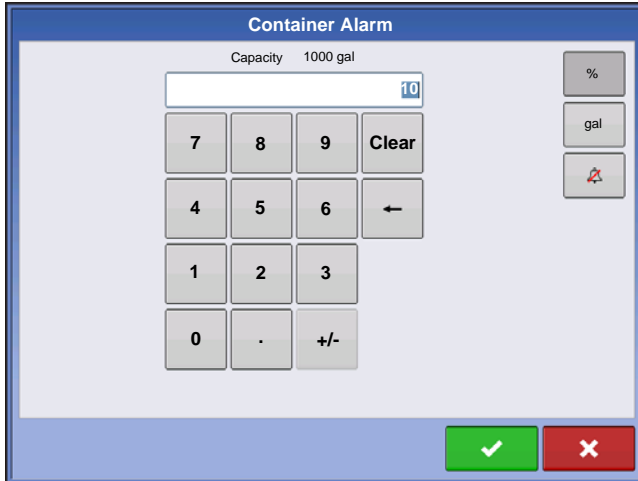 Container Alarm
Capacity 1000 gal
10
%
7 8 9 Clear
gal
4 5 6 ←
1 2 3
0 . +/-